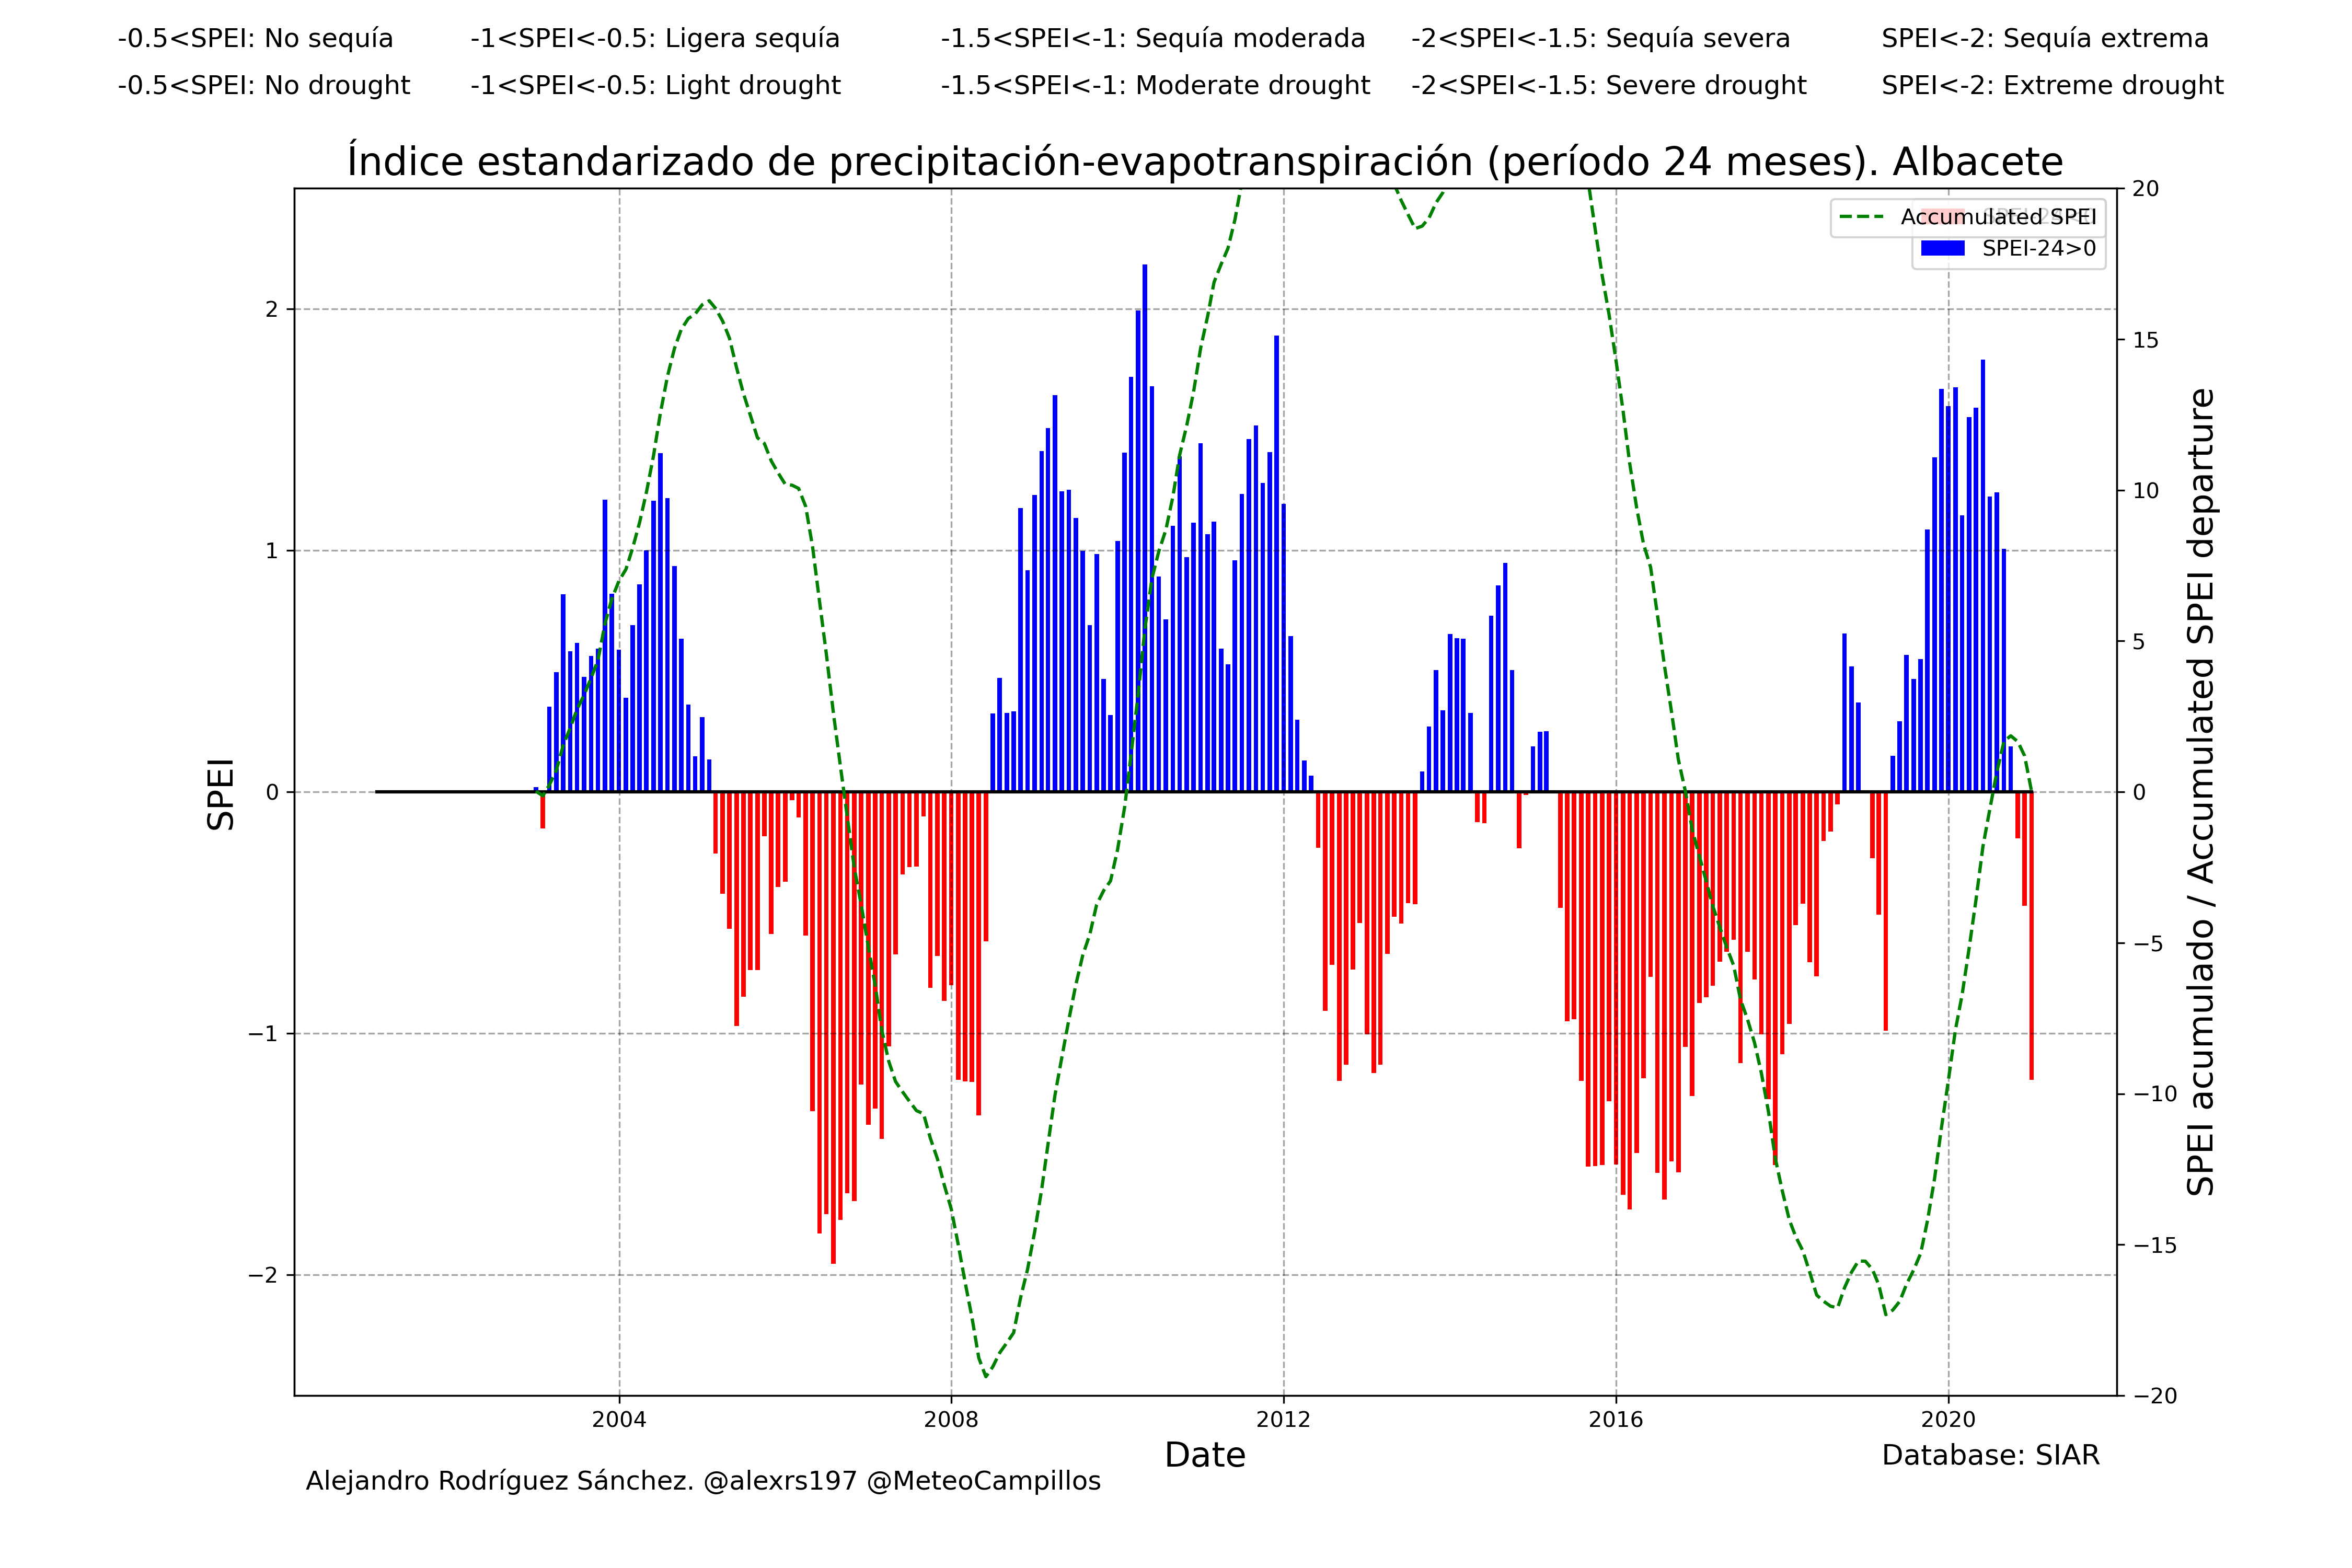 -0.5<SPEI: No sequía -1<SPEI<-0.5: Ligera sequía -1.5<SPEI<-1: Sequía moderada -2<SPEI<-1.5: Sequía severa SPEI<-2: Sequía extrema
-0.5<SPEI: No drought -1<SPEI<-0.5: Light drought -1.5<SPEI<-1: Moderate drought -2<SPEI<-1.5: Severe drought SPEI<-2: Extreme drought
Índice estandarizado de precipitación-evapotranspiración (período 24 meses). Albacete
Accumulated SPEI
SPEI-24>0
SPEI
2
1
0
−1
−2
20
15
10
5
0
−5
−10
−15
−20
SPEI acumulado / Accumulated SPEI departure
2004 2008 2012 2016 2020
Date
Database: SIAR
Alejandro Rodríguez Sánchez. @alexrs197 @MeteoCampillos